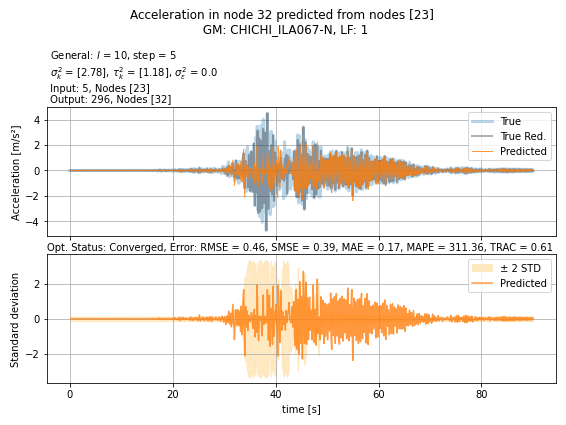 Acceleration in node 32 predicted from nodes [23]
GM: CHICHI_ILA067-N, LF: 1
General: l = 10, step = 5
σ²ₖ = [2.78], τ²ₖ = [1.18], σ²ε = 0.0
Input: 5, Nodes [23]
Output: 296, Nodes [32]
Acceleration [m/s²]
4
2
0
−2
−4
True
True Red.
Predicted
Opt. Status: Converged, Error: RMSE = 0.46, SMSE = 0.39, MAE = 0.17, MAPE = 311.36, TRAC = 0.61
Standard deviation
2
0
−2
± 2 STD
Predicted
0 20 40 60 80
time [s]